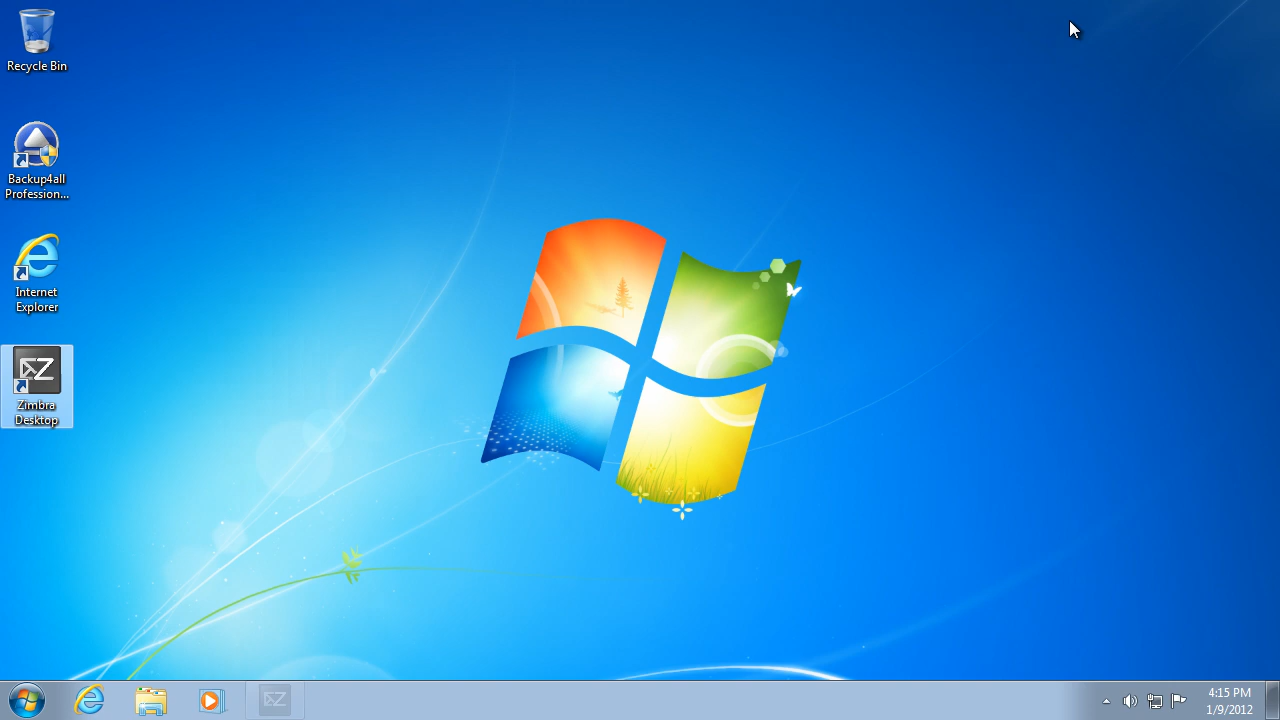 Recycle Bin
Backup4all
Profession...
Internet
Explorer
Zimbra
Desktop
4:15 PM
1/9/2012